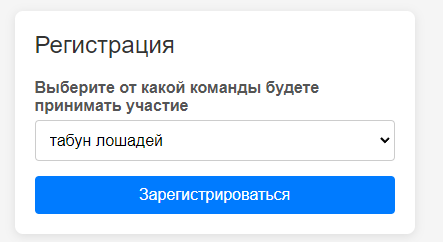 Регистрация
Выберите от какой команды будете
принимать участие
табун лошадей
Зарегистрироваться